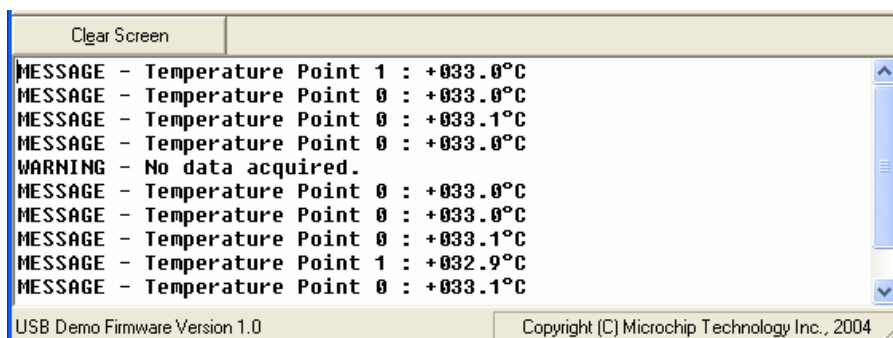 Clear Screen
MESSAGE - Temperature Point 1 : +033.0°C
MESSAGE - Temperature Point 0 : +033.0°C
MESSAGE - Temperature Point 0 : +033.1°C
MESSAGE - Temperature Point 0 : +033.0°C
WARNING - No data acquired.
MESSAGE - Temperature Point 0 : +033.0°C
MESSAGE - Temperature Point 0 : +033.0°C
MESSAGE - Temperature Point 0 : +033.1°C
MESSAGE - Temperature Point 1 : +032.9°C
MESSAGE - Temperature Point 0 : +033.1°C
USB Demo Firmware Version 1.0
Copyright (C) Microchip Technology Inc., 2004